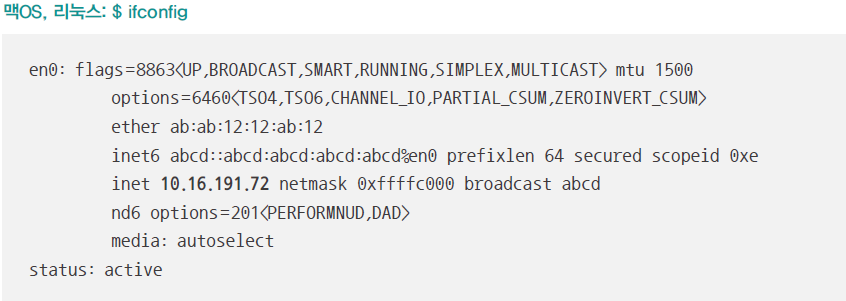 맥OS, 리눅스: $ ifconfig
en0: flags=8863<UP,BROADCAST,SMART,RUNNING,SIMPLEX,MULTICAST> mtu 1500
options=6460<TSO4,TSO6,CHANNEL_IO,PARTIAL_CSUM,ZEROINVERT_CSUM>
ether ab:ab:12:12:ab:12
inet6 abcd::abcd:abcd:abcd:abcd%en0 prefixlen 64 secured scopeid 0xe
inet 10.16.191.72 netmask 0xffffc000 broadcast abcd
nd6 options=201<PERFORMNUD,DAD>
media: autoselect
status: active